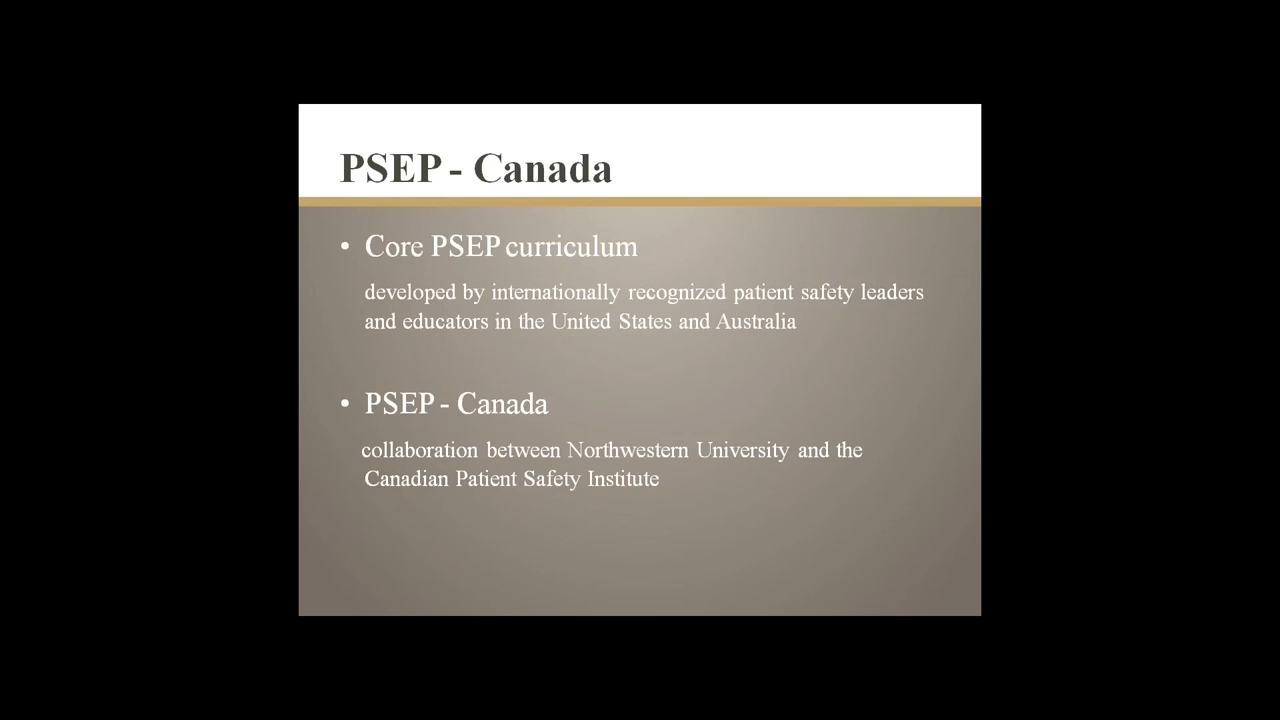 PSEP - Canada
• Core PSEP curriculum
developed by internationally recognized patient safety leaders
and educators in the United States and Australia
• PSEP - Canada
collaboration between Northwestern University and the
Canadian Patient Safety Institute